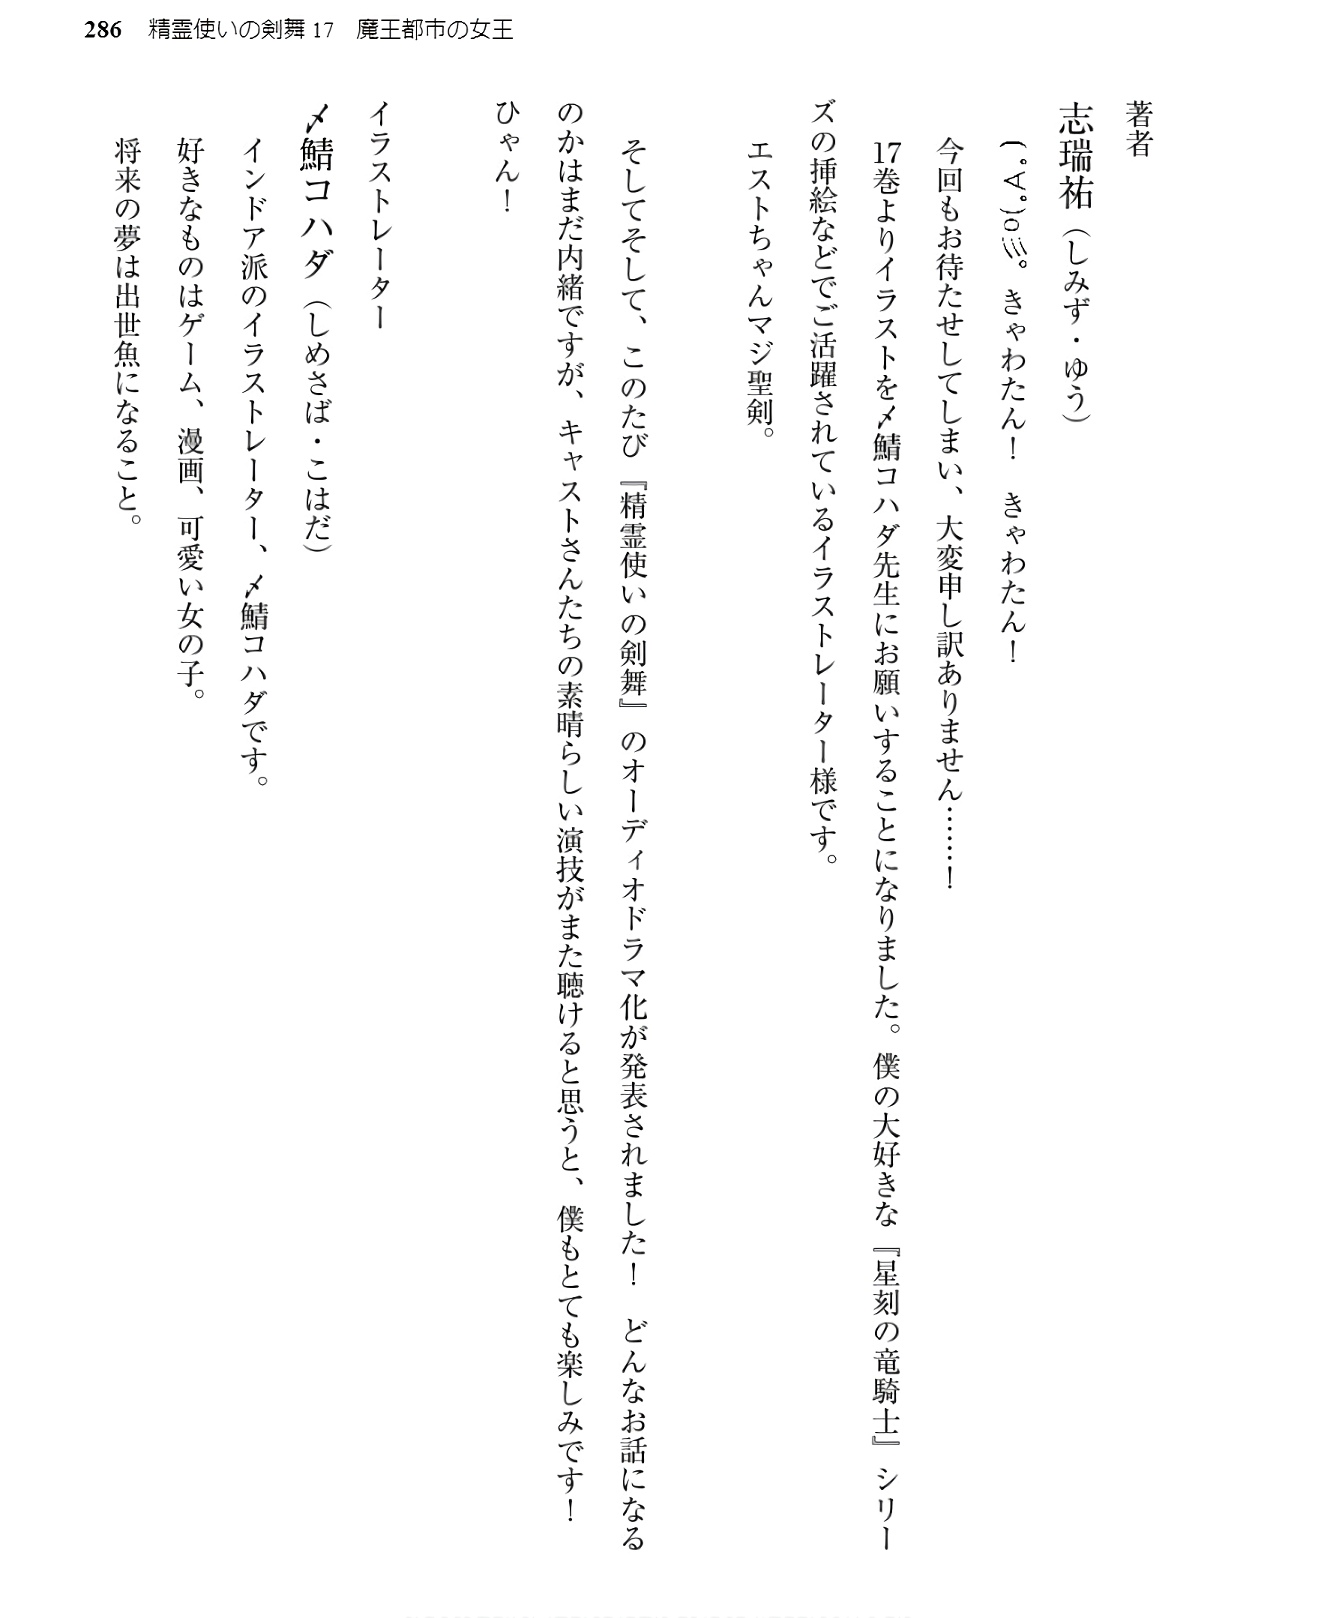 286　精霊使いの剣舞 17　魔王都市の女王
著者
志瑞祐（しみず・ゆう）
(｡A｡)o彡゜きゃわたん！　きゃわたん！
今回もお待たせしてしまい、大変申し訳ありません……！
17巻よりイラストを〆鯖コハダ先生にお願いすることになりました。僕の大好きな『星刻の竜騎士』シリー
ズの挿絵などでご活躍されているイラストレーター様です。
エストちゃんマジ聖剣。
そしてそして、このたび『精霊使いの剣舞』のオーディオドラマ化が発表されました！　どんなお話になる
のかはまだ内緒ですが、キャストさんたちの素晴らしい演技がまた聴けると思うと、僕もとても楽しみです！
ひゃん！
イラストレーター
〆鯖コハダ（しめさば・こはだ）
インドア派のイラストレーター、〆鯖コハダです。
好きなものはゲーム、漫画、可愛い女の子。
将来の夢は出世魚になること。